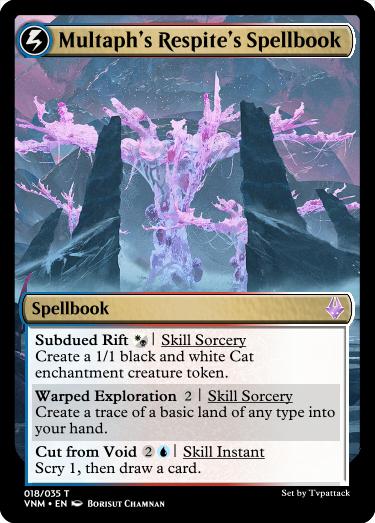 Multaph's Respite's Spellbook
Spellbook
Subdued Rift | Skill Sorcery
Create a 1/1 black and white Cat
enchantment creature token.
Warped Exploration 2 | Skill Sorcery
Create a trace of a basic land of any type into
your hand.
Cut from Void 2 | Skill Instant
Scry 1, then draw a card.
018/035 T
Set by Tvpattack
VNM • EN Borisut Chamnan